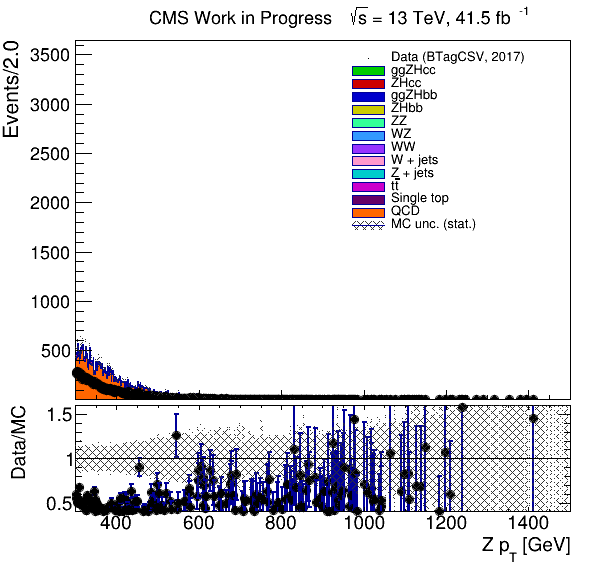 CMS Work in Progress √s = 13 TeV, 41.5 fb⁻¹
Events/2.0
3500
3000
2500
2000
1500
1000
500
Data (BTagCSV, 2017)
ggZHcc
ZHcc
ggZHbb
ZHbb
ZZ
WZ
WW
W + jets
Z + jets
tt̅
Single top
QCD
MC unc. (stat.)
Data/MC
1.5
1
0.5
400 600 800 1000 1200 1400
Z p_T [GeV]